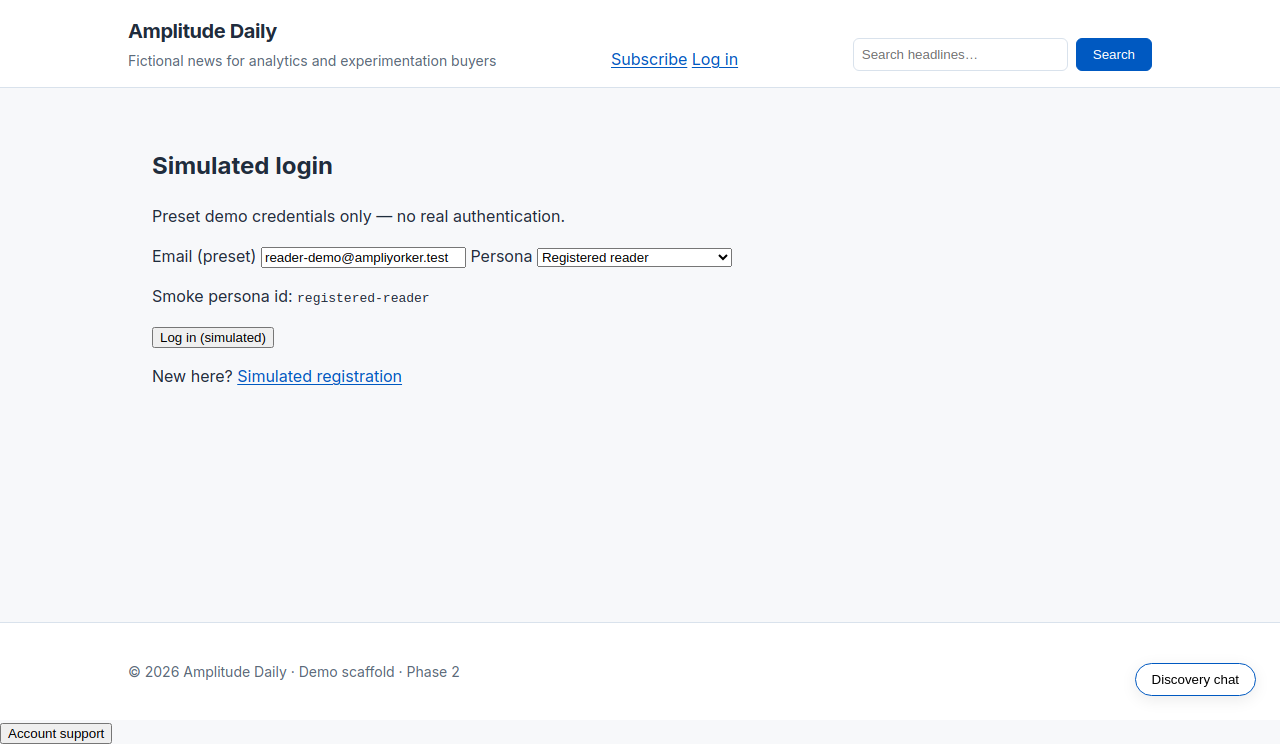 Amplitude Daily
Fictional news for analytics and experimentation buyers
Subscribe Log in
Search headlines…
Search
Simulated login
Preset demo credentials only — no real authentication.
Email (preset) reader-demo@ampliyorker.test Persona Registered reader
Smoke persona id: registered-reader
Log in (simulated)
New here? Simulated registration
© 2026 Amplitude Daily · Demo scaffold · Phase 2
Discovery chat
Account support